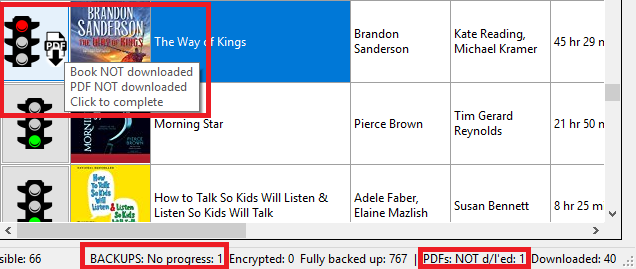 BRANDON
SANDERSON
THE WAY OF KINGS
PDF
Book NOT downloaded
PDF NOT downloaded
Click to complete
The Way of Kings
Brandon
Sanderson
Kate Reading,
Michael Kramer
45 hr 29 m
MORNING
Morning Star
Pierce Brown
Tim Gerard
Reynolds
21 hr 50 m
How to Talk
So Kids
Will Listen
& Listen
So Kids
Will Talk
How to Talk So Kids Will Listen &
Listen So Kids Will Talk
Adele Faber,
Elaine Mazlish
Susan Bennett
8 hr 25 m
sible: 66
BACKUPS: No progress: 1
Encrypted: 0
Fully backed up: 767
|
PDFs: NOT d/l'ed: 1
Downloaded: 40